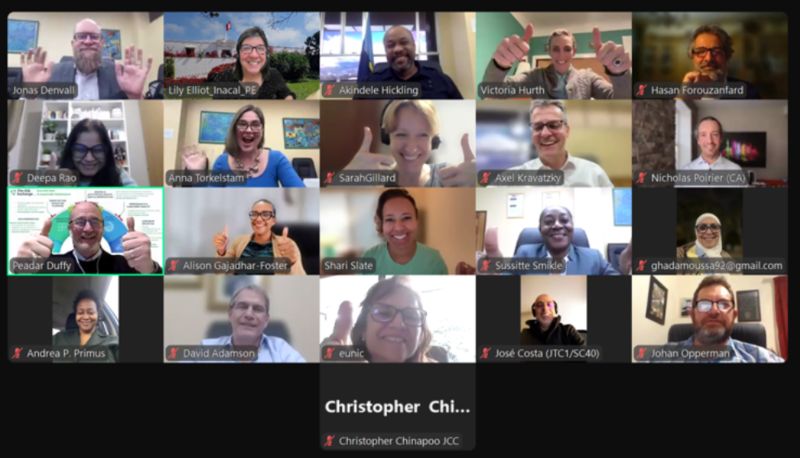 Jonas Denvall
Lily Elliot_Inacal_PE
Akindele Hickling
Victoria Hurth
Hasan Forouzanfard
Deepa Rao
Anna Torkelstam
SarahGillard
Axel Kravatzky
Nicholas Poirier (CA)
Peadar Duffy
Alison Gajadhar-Foster
Shari Slate
Sussitte Smikle
ghadamoussa92@gmail.com
Andrea P. Primus
David Adamson
eunic
José Costa (JTC1/SC40)
Johan Opperman
Christopher Chi...
Christopher Chinapoo JCC